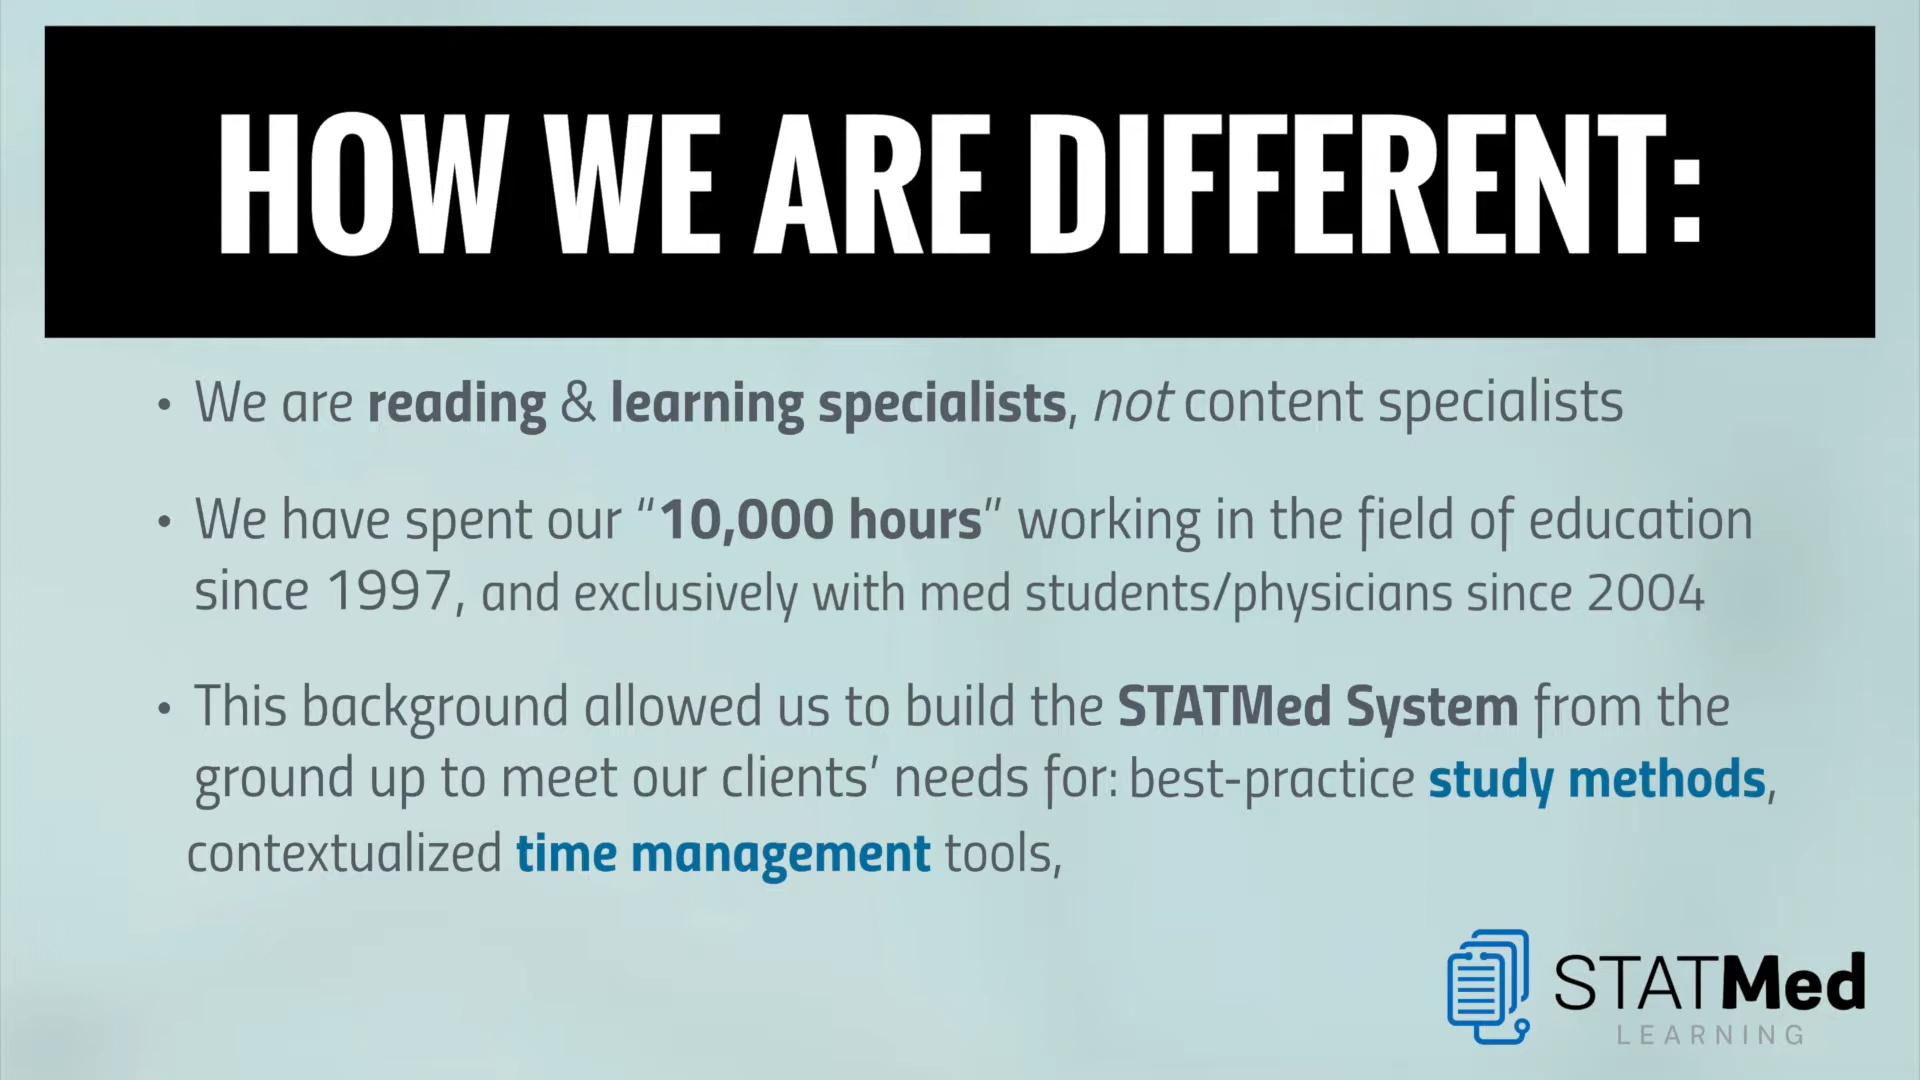 HOW WE ARE DIFFERENT:
• We are reading & learning specialists, not content specialists
• We have spent our “10,000 hours” working in the field of education
since 1997, and exclusively with med students/physicians since 2004
• This background allowed us to build the STATMed System from the
ground up to meet our clients’ needs for: best-practice study methods,
contextualized time management tools,
STATMed
LEARNING